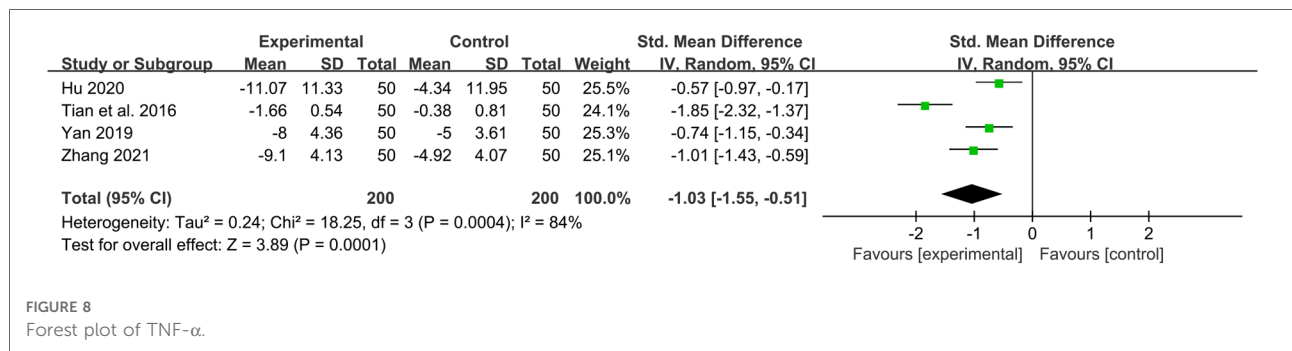 Experimental Control Std. Mean Difference Std. Mean Difference
Study or Subgroup Mean SD Total Mean SD Total Weight IV, Random, 95% CI IV, Random, 95% CI
Hu 2020 -11.07 11.33 50 -4.34 11.95 50 25.5% -0.57 [-0.97, -0.17]
Tian et al. 2016 -1.66 0.54 50 -0.38 0.81 50 24.1% -1.85 [-2.32, -1.37]
Yan 2019 -8 4.36 50 -5 3.61 50 25.3% -0.74 [-1.15, -0.34]
Zhang 2021 -9.1 4.13 50 -4.92 4.07 50 25.1% -1.01 [-1.43, -0.59]
Total (95% CI) 200 200 100.0% -1.03 [-1.55, -0.51]
Heterogeneity: Tau² = 0.24; Chi² = 18.25, df = 3 (P = 0.0004); I² = 84%
Test for overall effect: Z = 3.89 (P = 0.0001)
-2 -1 0 1 2
Favours [experimental] Favours [control]
FIGURE 8
Forest plot of TNF-α.